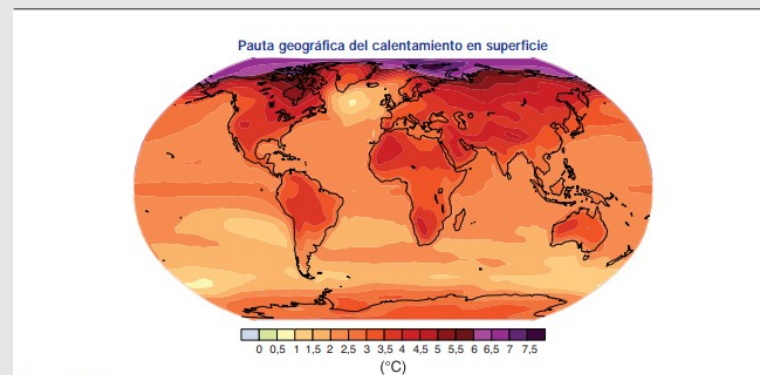 Pauta geográfica del calentamiento en superficie
0 0,5 1 1,5 2 2,5 3 3,5 4 4,5 5 5,5 6 6,5 7 7,5
(°C)